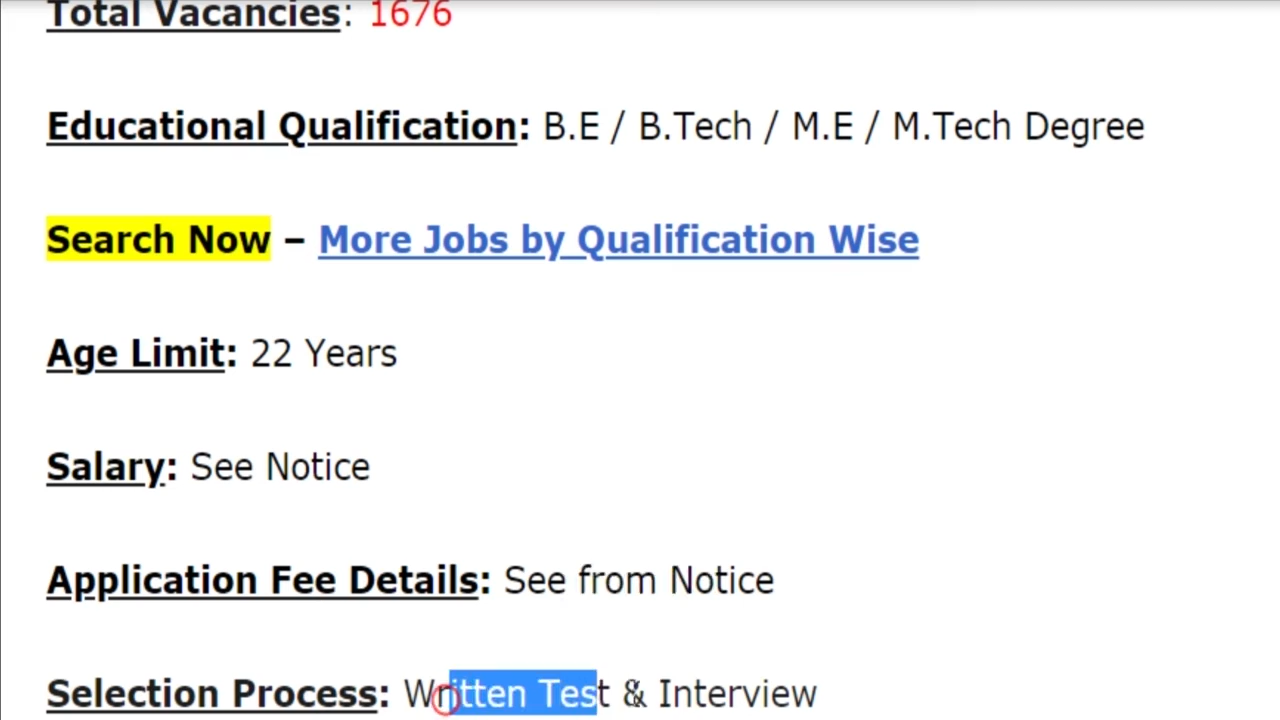 Total Vacancies: 1676
Educational Qualification: B.E / B.Tech / M.E / M.Tech Degree
Search Now – More Jobs by Qualification Wise
Age Limit: 22 Years
Salary: See Notice
Application Fee Details: See from Notice
Selection Process: Written Test & Interview